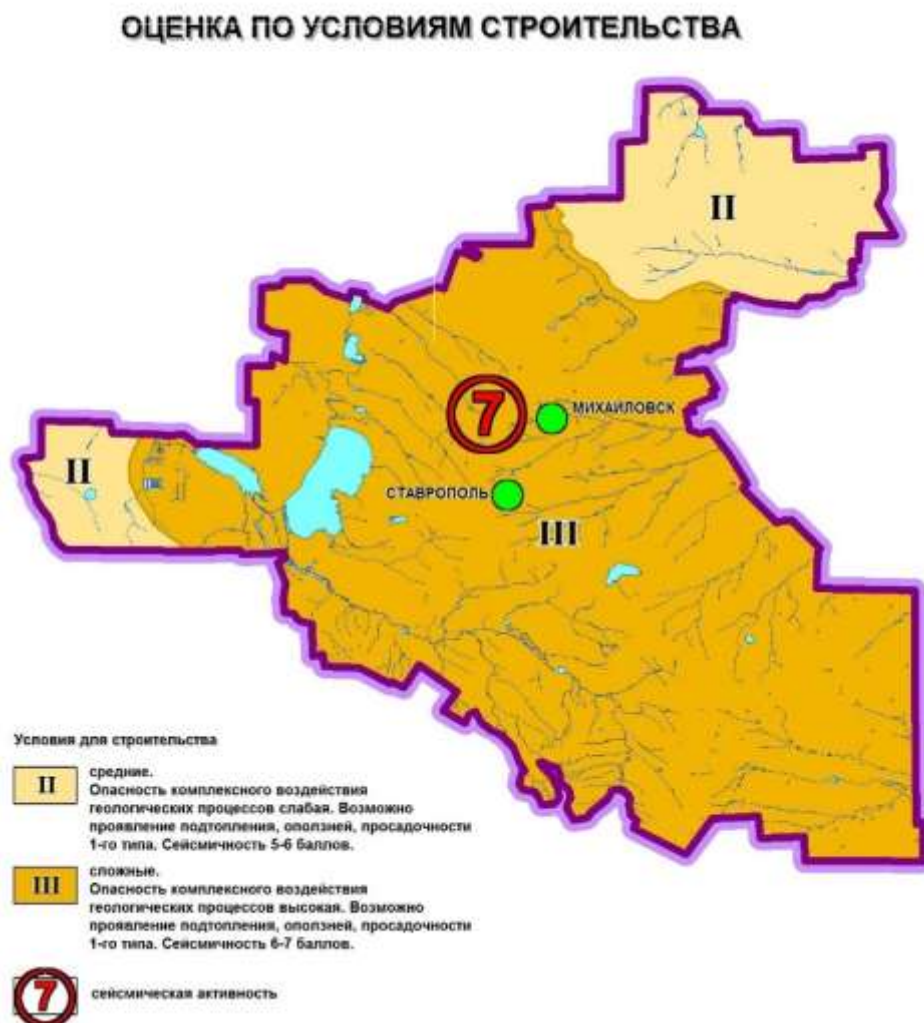 ОЦЕНКА ПО УСЛОВИЯМ СТРОИТЕЛЬСТВА
II
7
МИХАЙЛОВСК
II
СТАВРОПОЛЬ
III
Условия для строительства
II
средние.
Опасность комплексного воздействия
геологических процессов слабая. Возможно
проявление подтопления, оползней, просадочности
1-го типа. Сейсмичность 5-6 баллов.
III
сложные.
Опасность комплексного воздействия
геологических процессов высокая. Возможно
проявление подтопления, оползней, просадочности
1-го типа. Сейсмичность 6-7 баллов.
7
сейсмическая активность